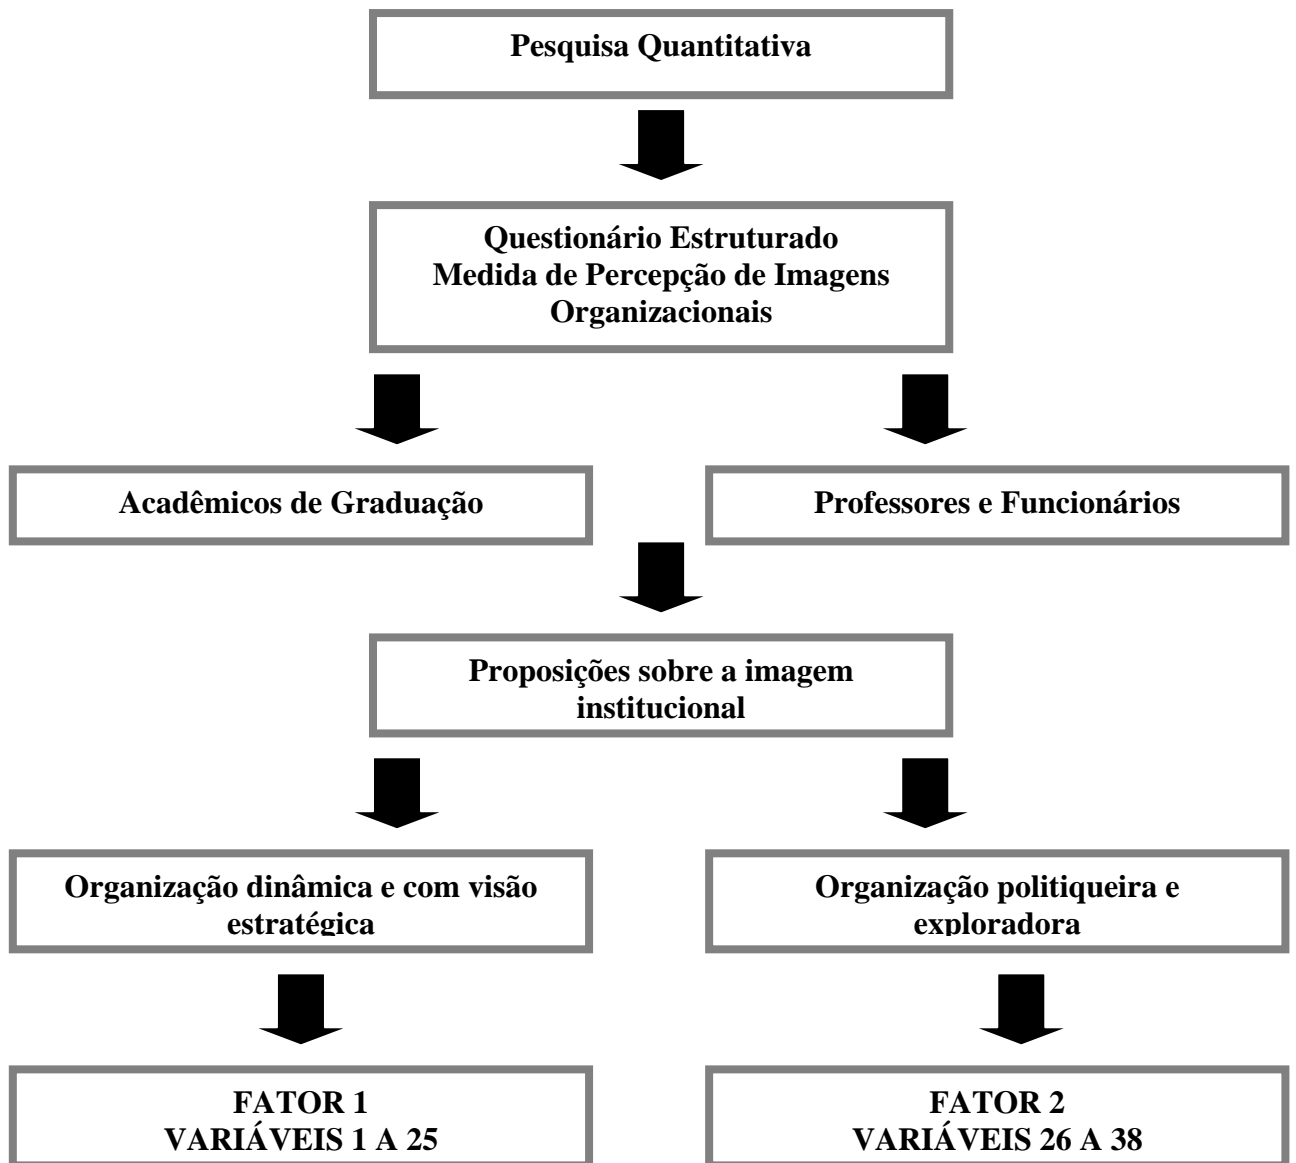 Pesquisa Quantitativa
Questionário Estruturado
Medida de Percepção de Imagens
Organizacionais
Acadêmicos de Graduação
Professores e Funcionários
Proposições sobre a imagem
institucional
Organização dinâmica e com visão
estratégica
Organização politiqueira e
exploradora
FATOR 1
VARIÁVEIS 1 A 25
FATOR 2
VARIÁVEIS 26 A 38